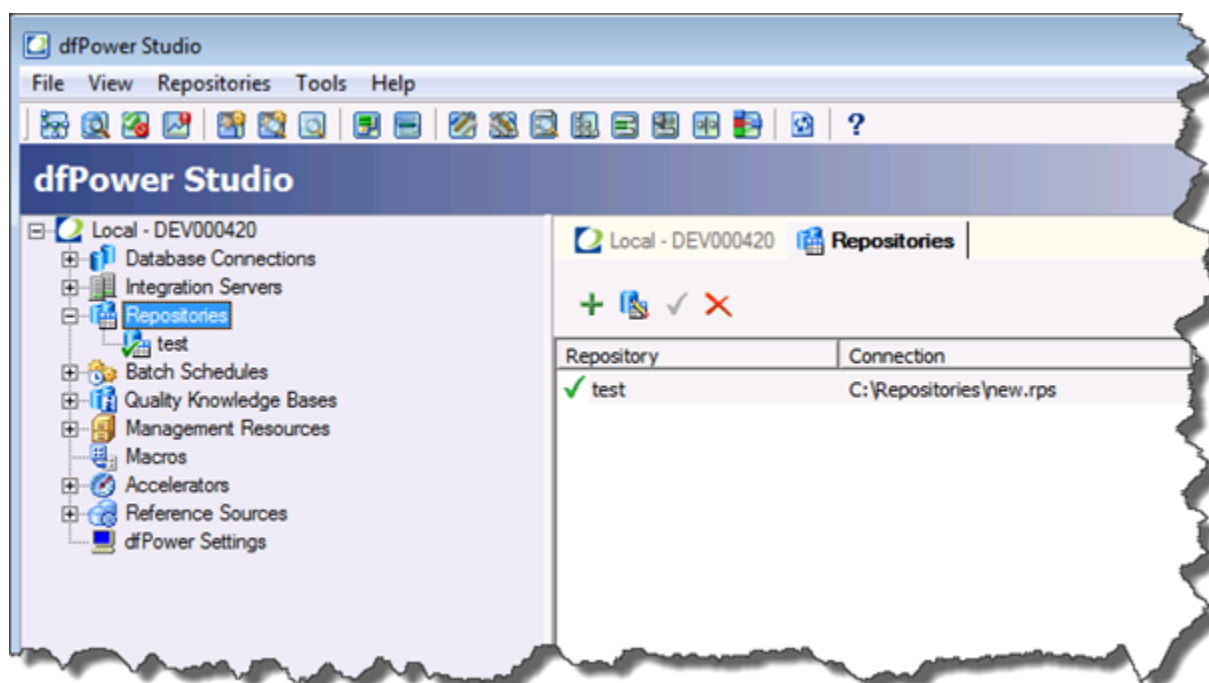 dfPower Studio
File View Repositories Tools Help
?
dfPower Studio
Local - DEV000420
Database Connections
Integration Servers
Repositories
test
Batch Schedules
Quality Knowledge Bases
Management Resources
Macros
Accelerators
Reference Sources
dfPower Settings
Local - DEV000420 Repositories
Repository Connection
test C:\Repositories\new.rps